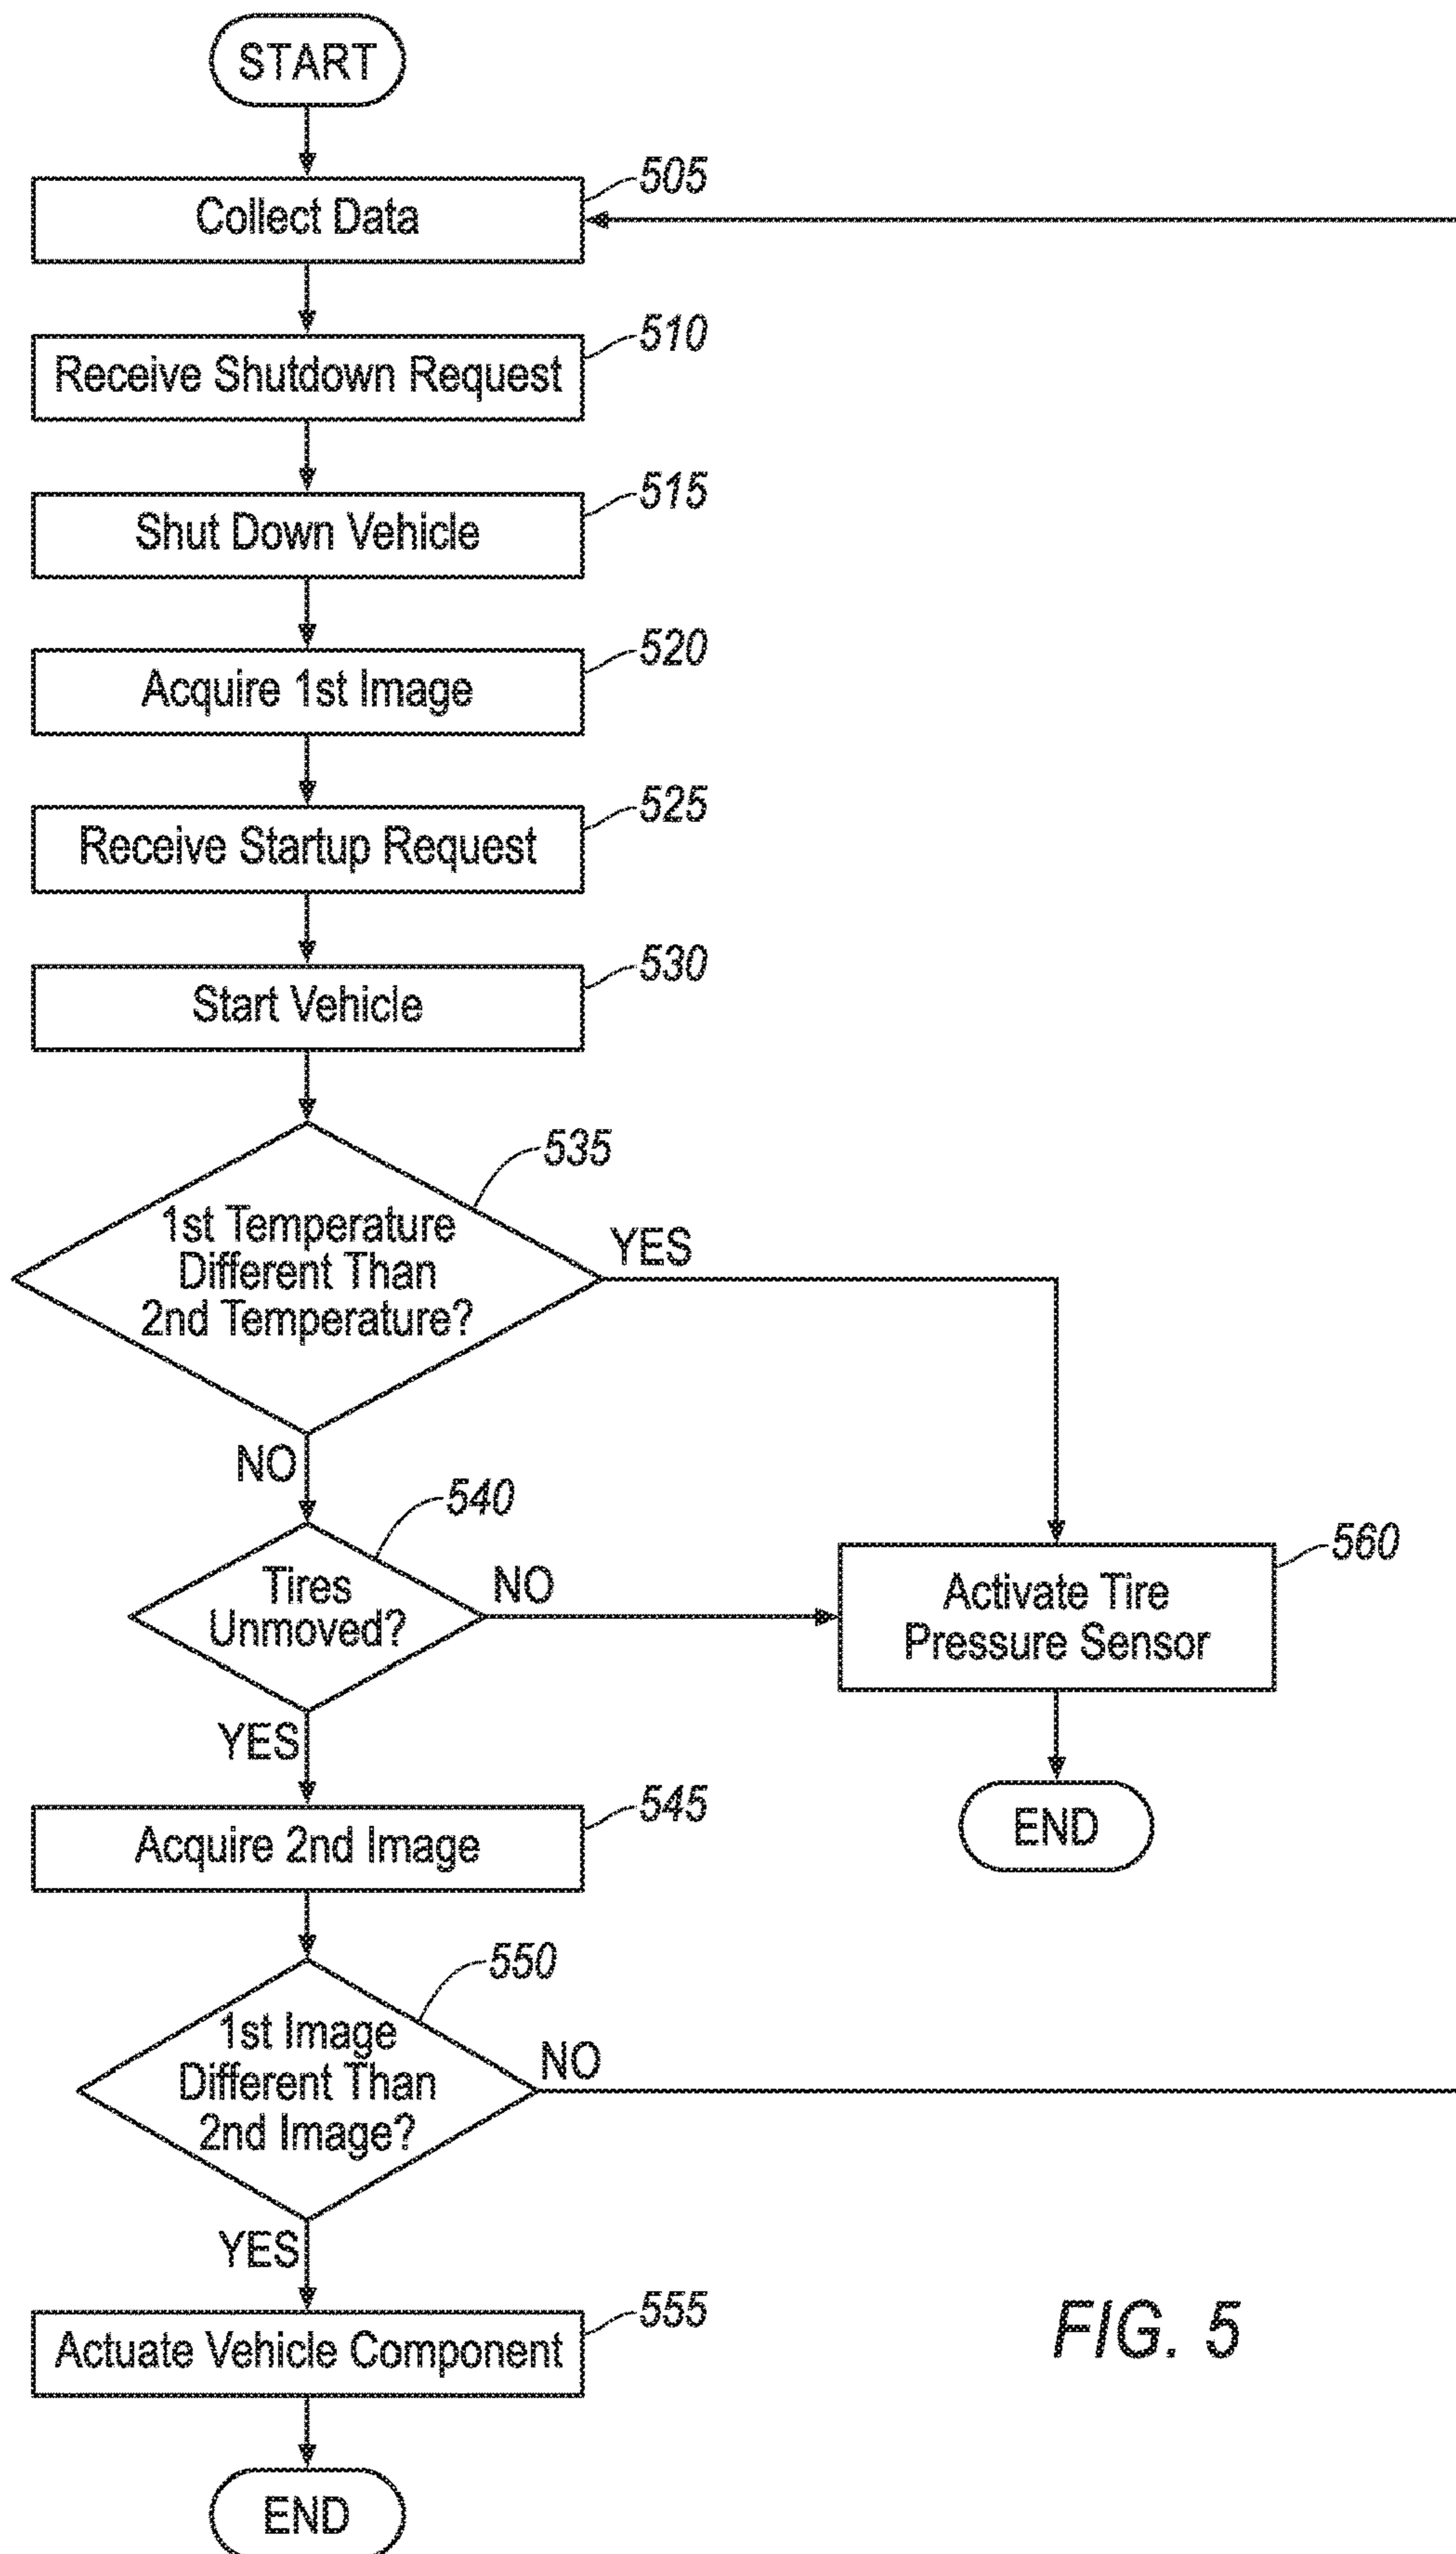 START
505
Collect Data
510
Receive Shutdown Request
515
Shut Down Vehicle
520
Acquire 1st Image
525
Receive Startup Request
530
Start Vehicle
535
1st Temperature
Different Than
2nd Temperature?
YES
NO
540
Tires
Unmoved?
NO
560
Activate Tire
Pressure Sensor
YES
END
545
Acquire 2nd Image
550
1st Image
Different Than
2nd Image?
NO
YES
555
Actuate Vehicle Component
FIG. 5
END